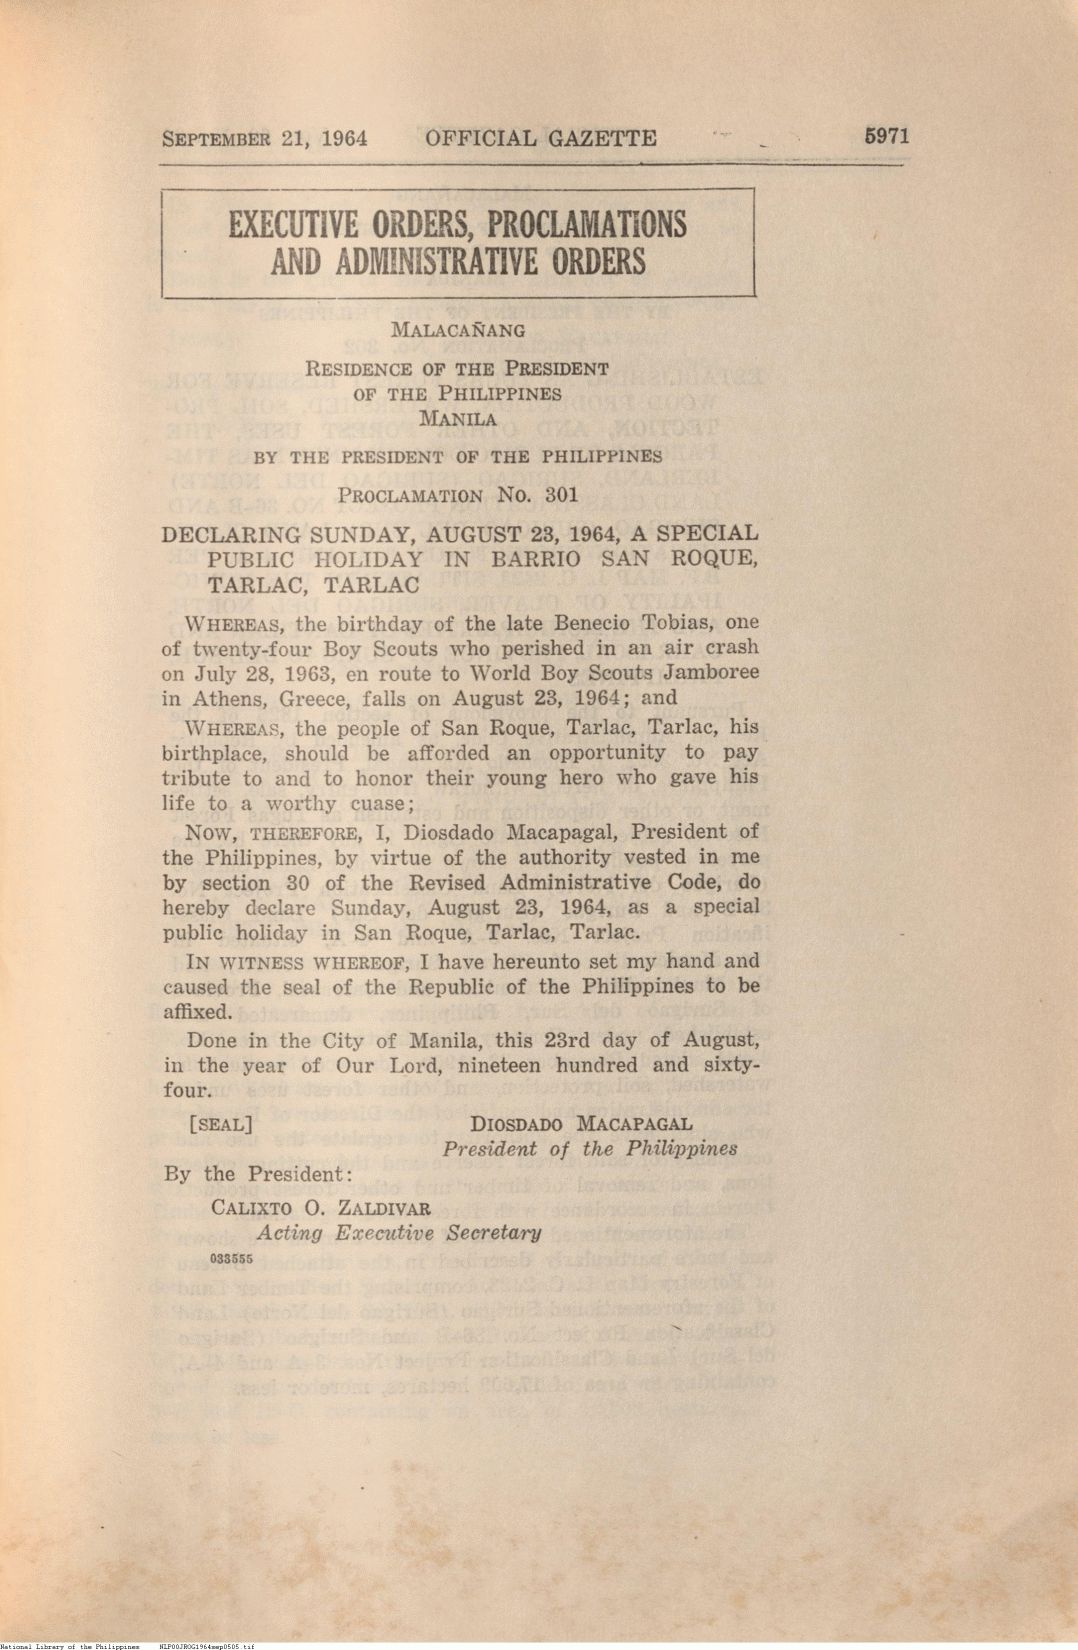 SEPTEMBER 21, 1964 OFFICIAL GAZETTE 5971
EXECUTIVE ORDERS, PROCLAMATIONS
AND ADMINISTRATIVE ORDERS
MALACAÑANG
RESIDENCE OF THE PRESIDENT
OF THE PHILIPPINES
MANILA
BY THE PRESIDENT OF THE PHILIPPINES
PROCLAMATION NO. 301
DECLARING SUNDAY, AUGUST 23, 1964, A SPECIAL
PUBLIC HOLIDAY IN BARRIO SAN ROQUE,
TARLAC, TARLAC
WHEREAS, the birthday of the late Benecio Tobias, one
of twenty-four Boy Scouts who perished in an air crash
on July 28, 1963, en route to World Boy Scouts Jamboree
in Athens, Greece, falls on August 23, 1964; and
WHEREAS, the people of San Roque, Tarlac, Tarlac, his
birthplace, should be afforded an opportunity to pay
tribute to and to honor their young hero who gave his
life to a worthy cuase;
NOW, THEREFORE, I, Diosdado Macapagal, President of
the Philippines, by virtue of the authority vested in me
by section 30 of the Revised Administrative Code, do
hereby declare Sunday, August 23, 1964, as a special
public holiday in San Roque, Tarlac, Tarlac.
IN WITNESS WHEREOF, I have hereunto set my hand and
caused the seal of the Republic of the Philippines to be
affixed.
Done in the City of Manila, this 23rd day of August,
in the year of Our Lord, nineteen hundred and sixty-
four.
[SEAL] DIOSDADO MACAPAGAL
President of the Philippines
By the President:
CALIXTO O. ZALDIVAR
Acting Executive Secretary
033555
National Library of the Philippines NLP00JROG1964sep0505.tif